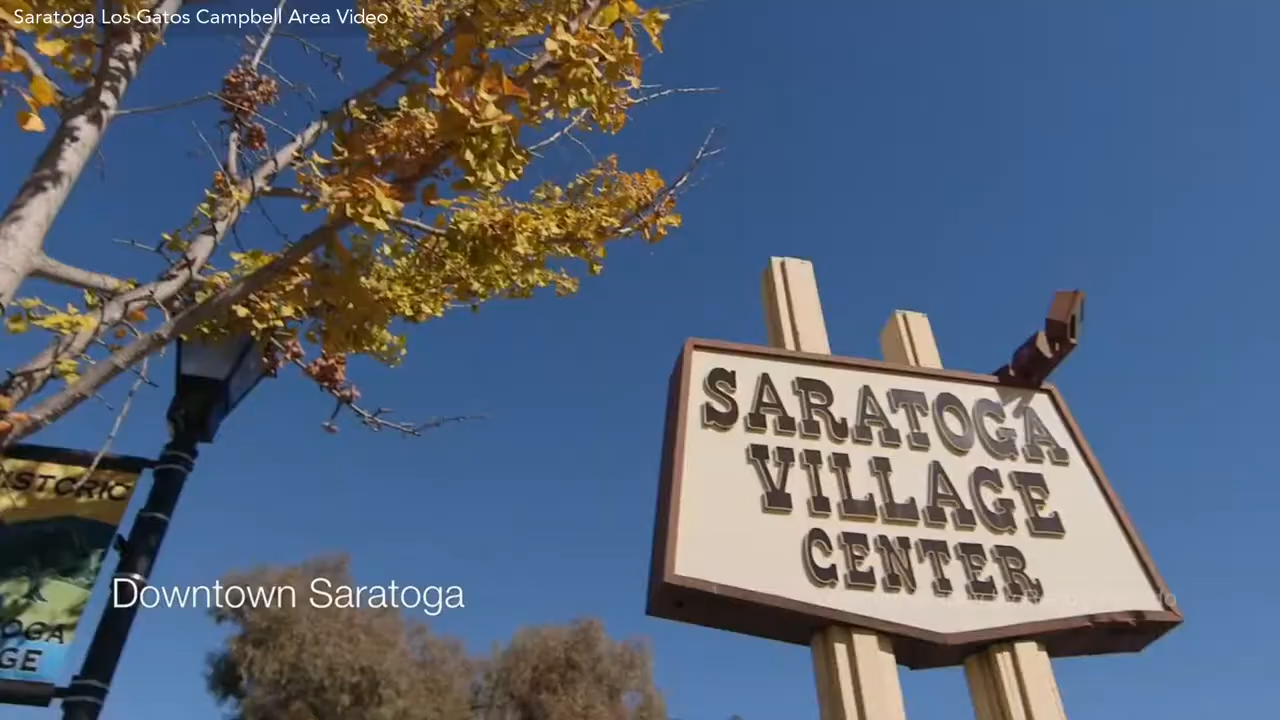 Saratoga Los Gatos Campbell Area Video
SARATOGA
VILLAGE
CENTER
Downtown Saratoga